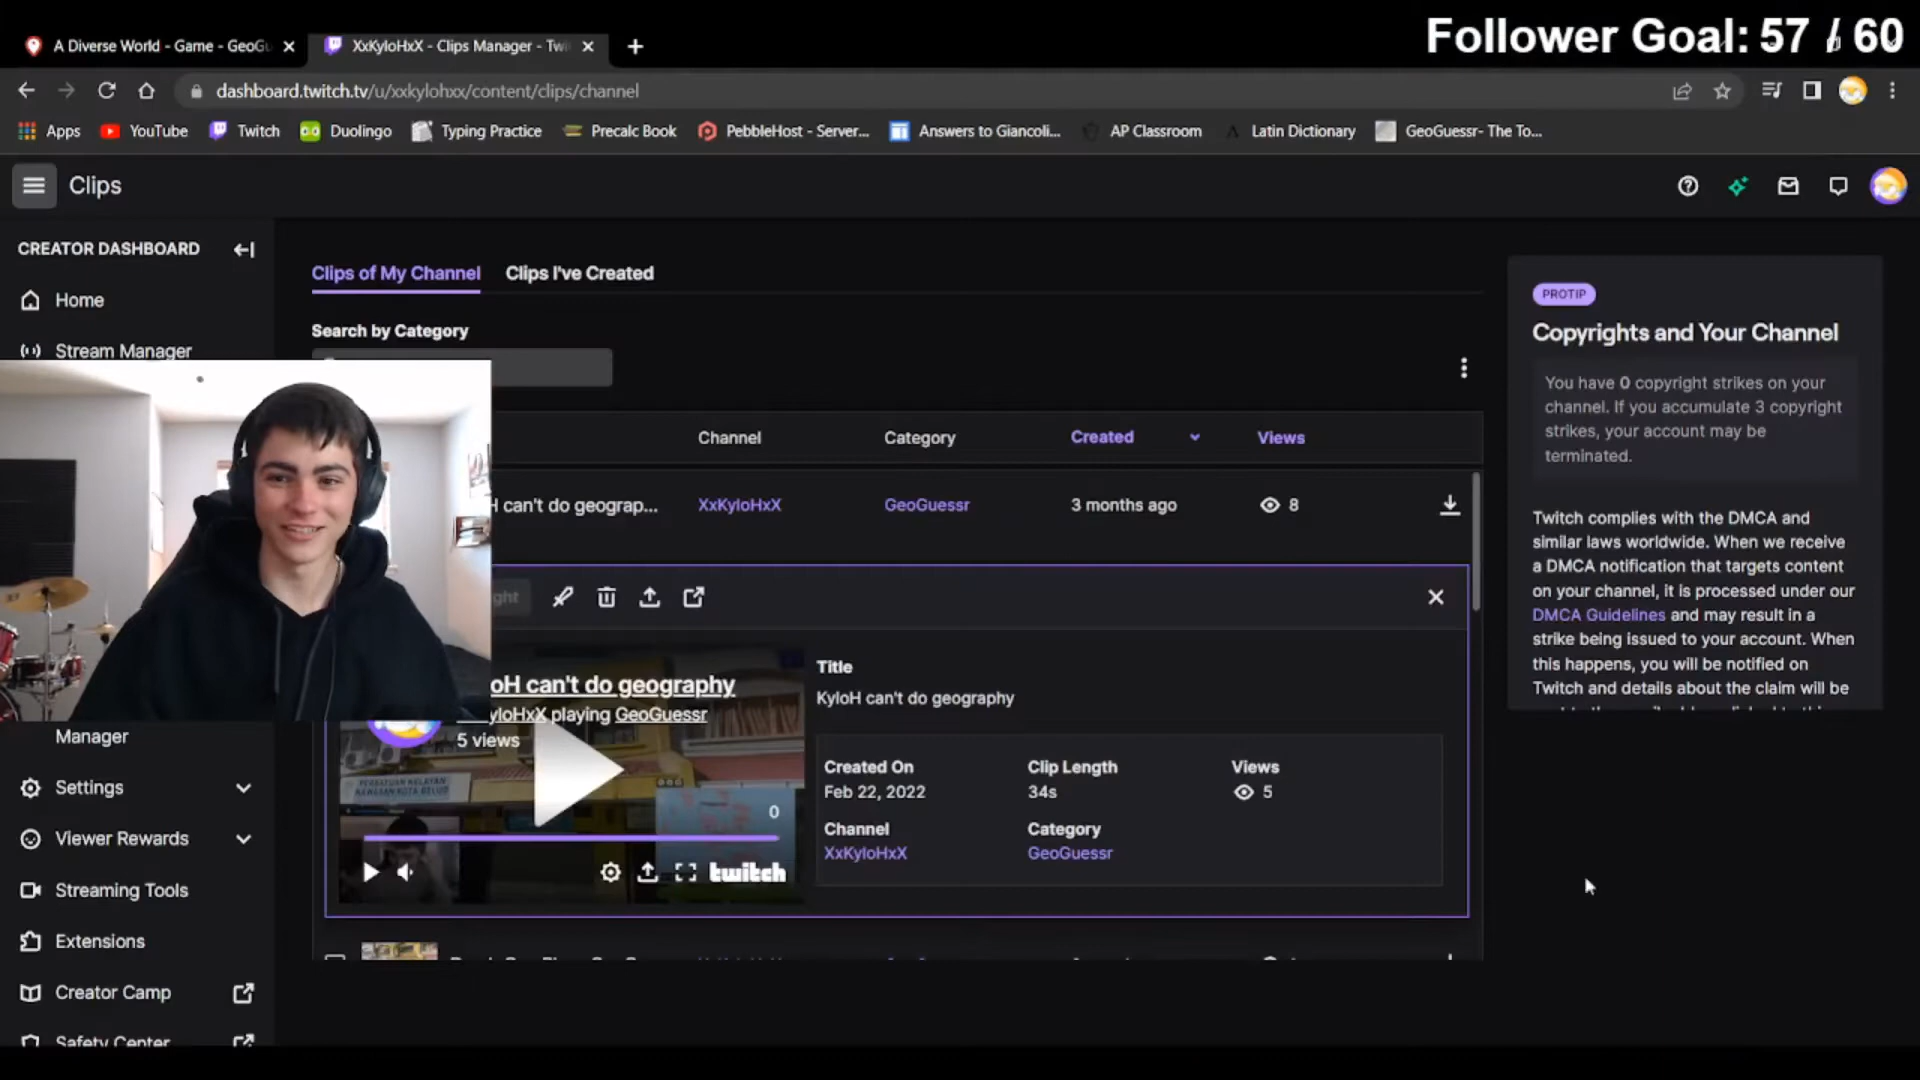 Follower Goal: 57 / 60
A Diverse World - Game - GeoGu
XxKyloHxX - Clips Manager - Twi
dashboard.twitch.tv/u/xxkylohxx/content/clips/channel
Apps YouTube Twitch Duolingo Typing Practice Precalc Book PebbleHost - Server... Answers to Giancoli... AP Classroom Latin Dictionary GeoGuessr- The To...
Clips
CREATOR DASHBOARD
Home
Stream Manager
Manager
Settings
Viewer Rewards
Streaming Tools
Extensions
Creator Camp
Safety Center
Clips of My Channel Clips I've Created
Search by Category
Channel Category Created Views
H can't do geograp... XxKyloHxX GeoGuessr 3 months ago 8
ght
oH can't do geography
yloHxX playing GeoGuessr
5 views
PERSATUAN NELAYAN
KAWASAN KOTA BELUD
0
twitch
Title
KyloH can't do geography
Created On Clip Length Views
Feb 22, 2022 34s 5
Channel Category
XxKyloHxX GeoGuessr
PROTIP
Copyrights and Your Channel
You have 0 copyright strikes on your
channel. If you accumulate 3 copyright
strikes, your account may be
terminated.
Twitch complies with the DMCA and
similar laws worldwide. When we receive
a DMCA notification that targets content
on your channel, it is processed under our
DMCA Guidelines and may result in a
strike being issued to your account. When
this happens, you will be notified on
Twitch and details about the claim will be